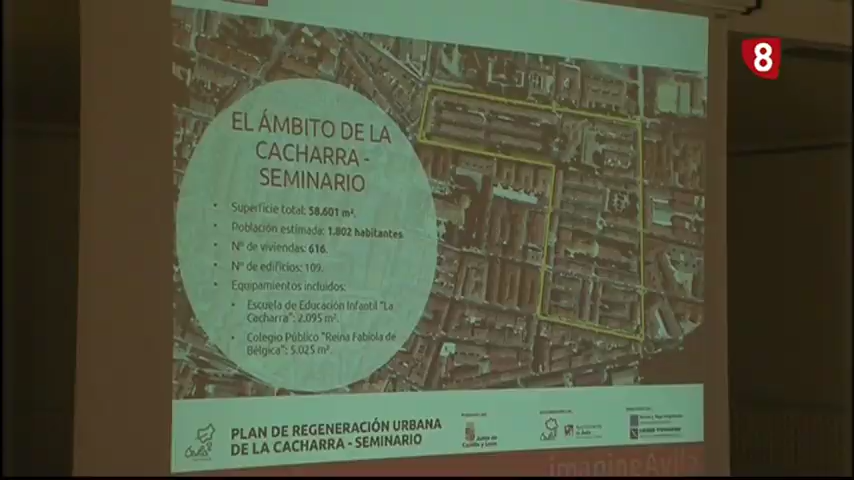 8
EL ÁMBITO DE LA
CACHARRA -
SEMINARIO
• Superficie total: 58.601 m².
• Población estimada: 1.802 habitantes.
• Nº de viviendas: 616.
• Nº de edificios: 109.
• Equipamientos incluidos:
• Escuela de Educación Infantil "La
Cacharra": 2.095 m².
• Colegio Público "Reina Fabiola de
Bélgica": 5.025 m².
PLAN DE REGENERACIÓN URBANA
DE LA CACHARRA - SEMINARIO
Junta de
Castilla y León
imagineÁvila